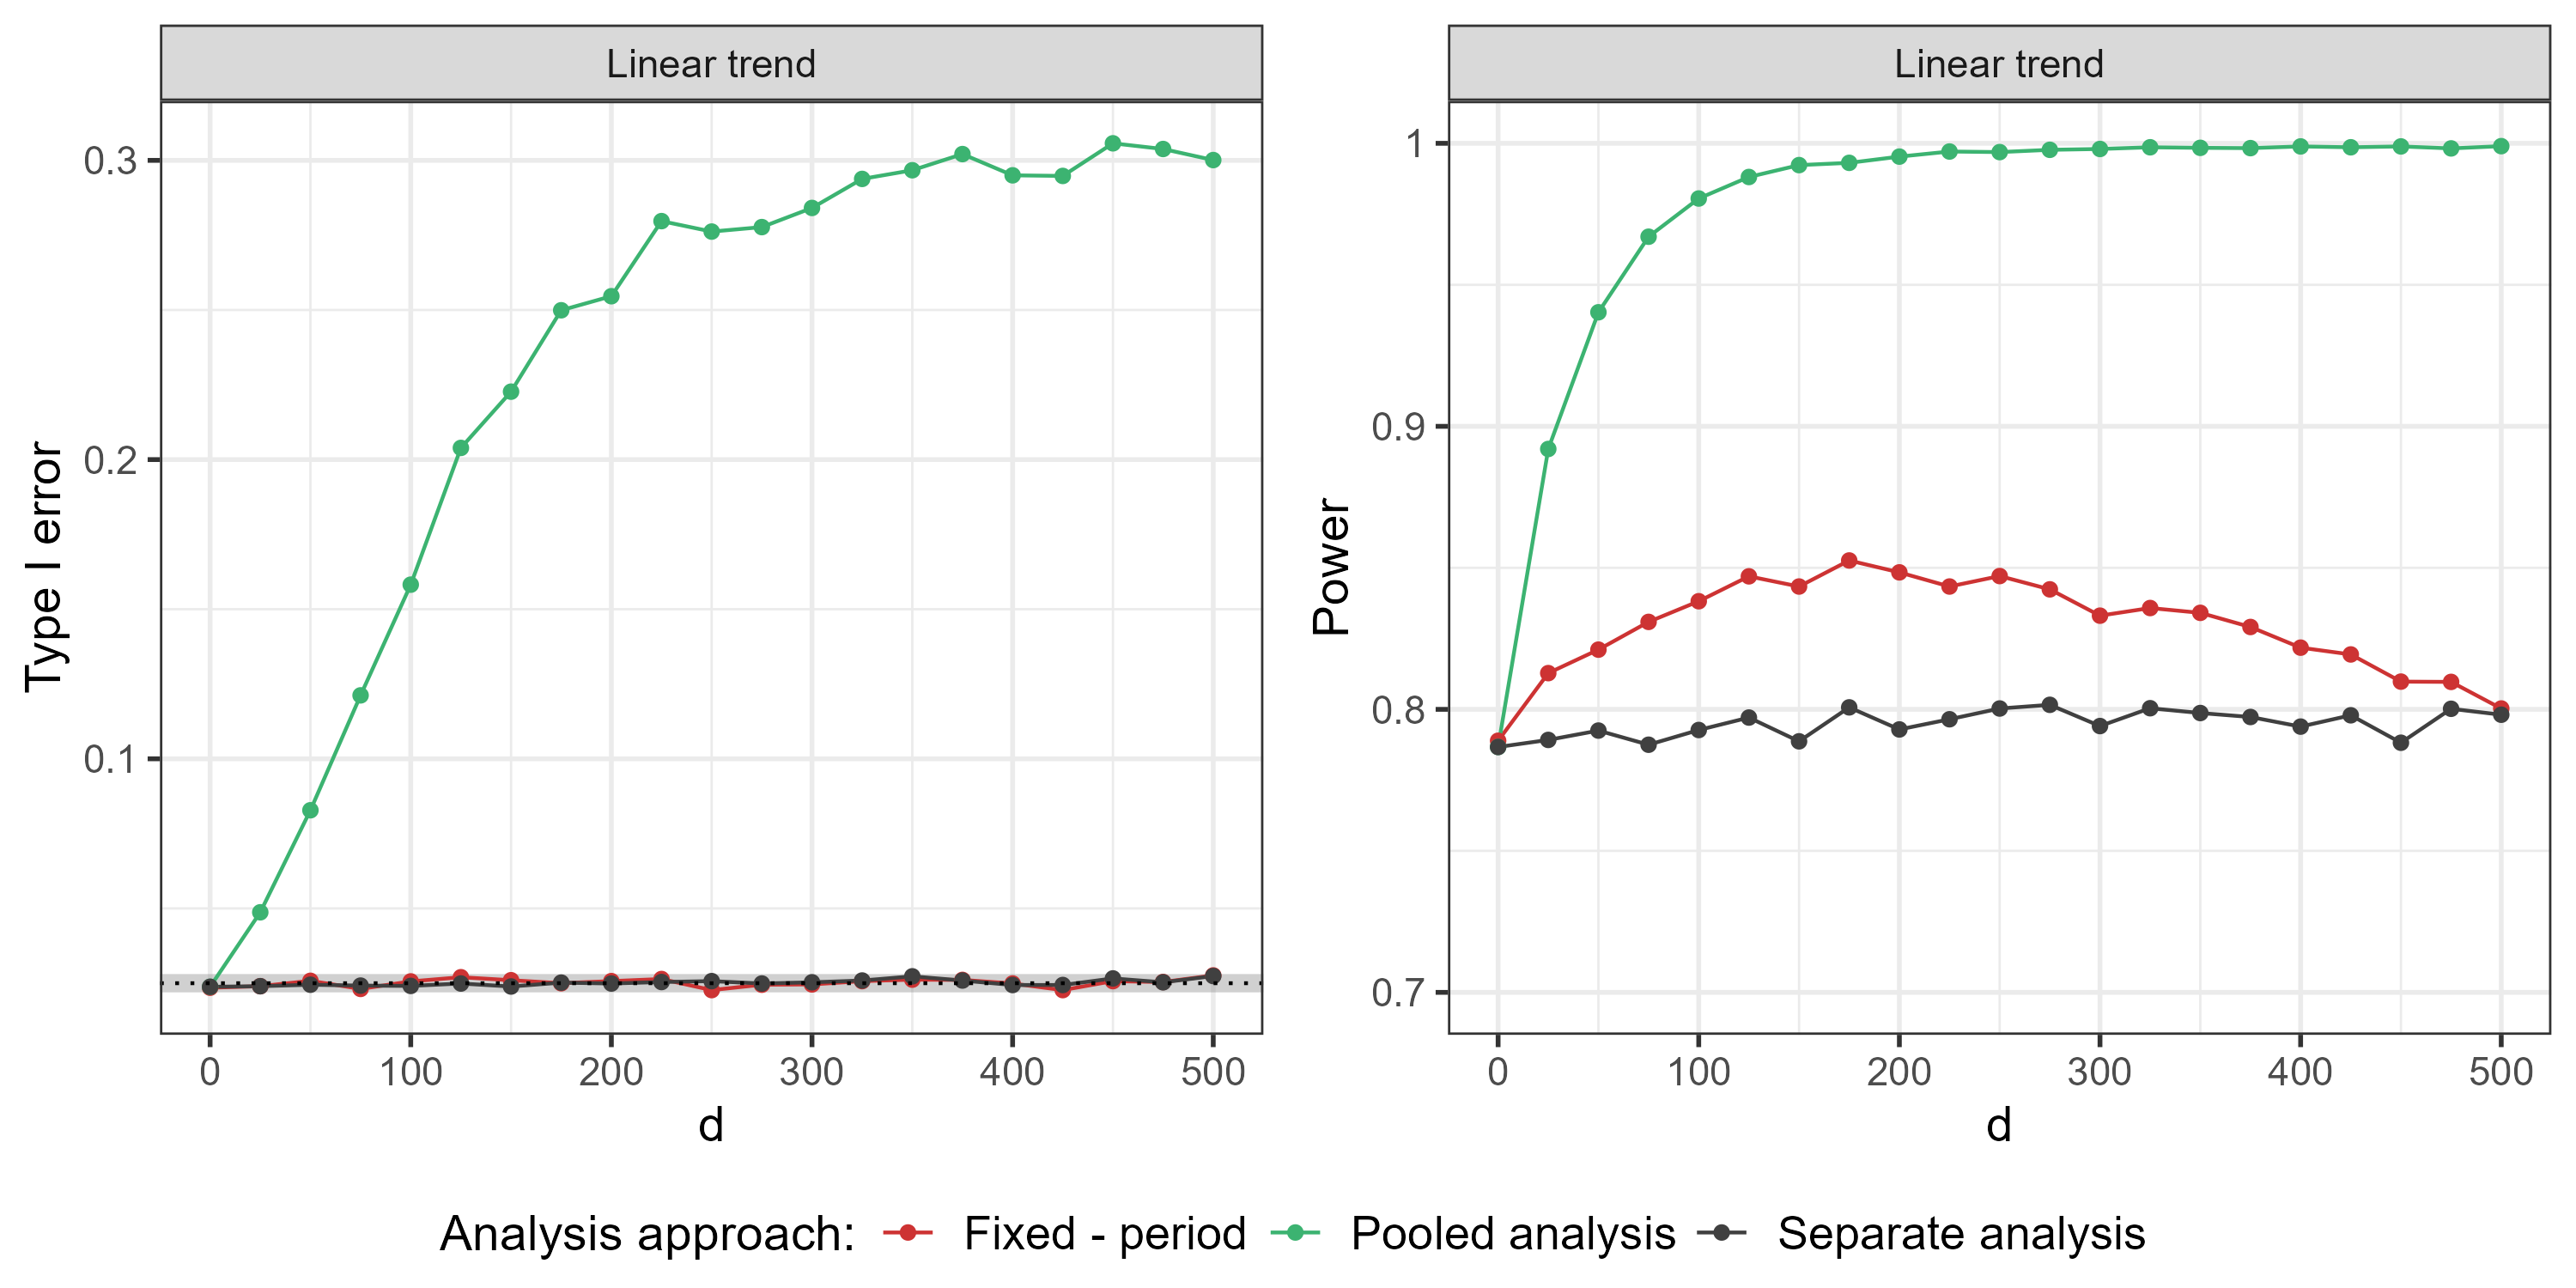 Linear trend
Type I error
0.3
0.2
0.1
0 100 200 300 400 500
d
Linear trend
Power
1
0.9
0.8
0.7
0 100 200 300 400 500
d
Analysis approach: Fixed - period Pooled analysis Separate analysis